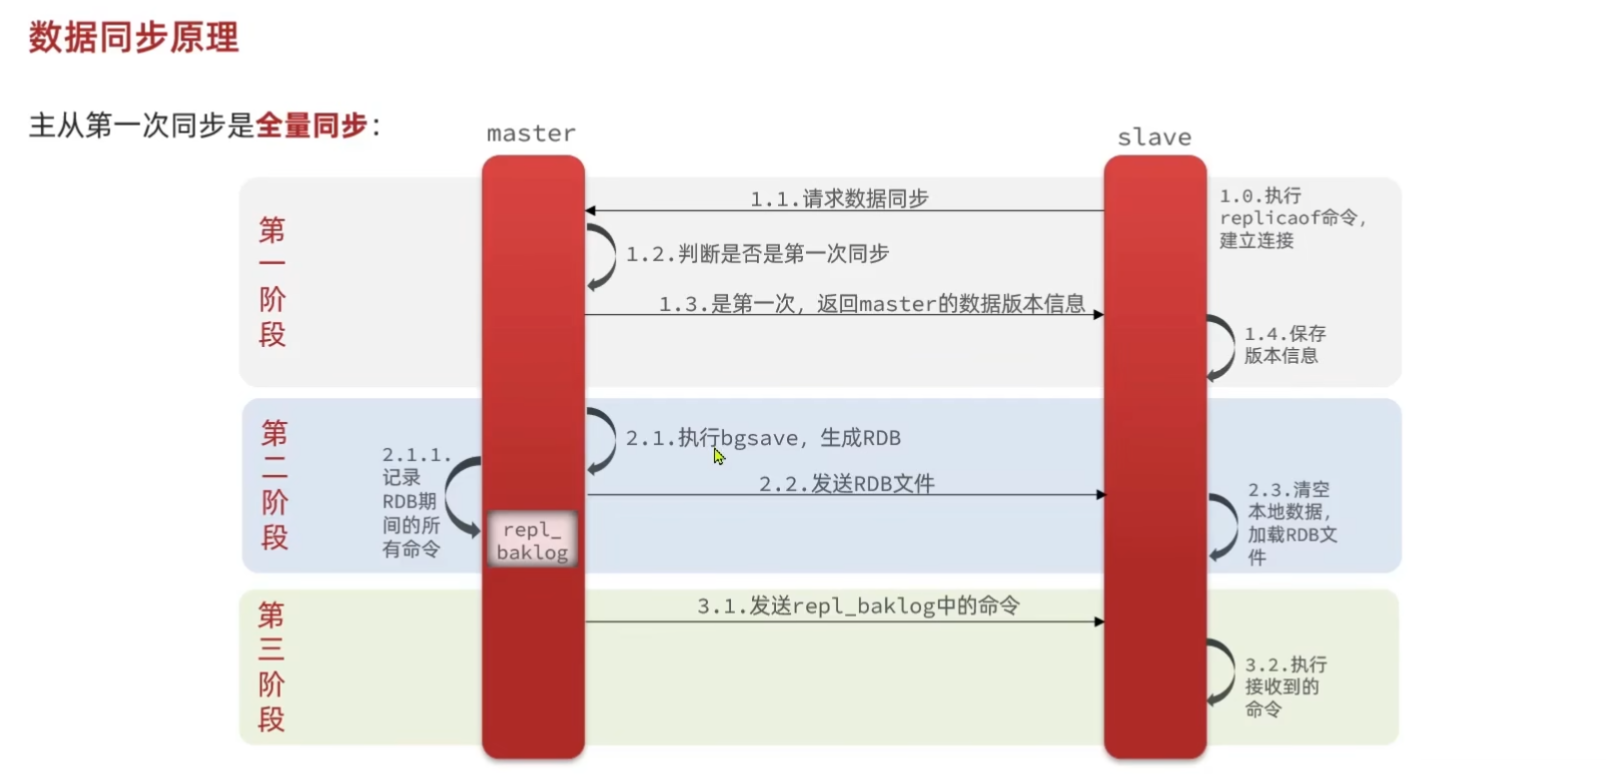 数据同步原理
主从第一次同步是全量同步：
master
slave
第
一
阶
段
1.0.执行
replicaof命令，
建立连接
1.1.请求数据同步
1.2.判断是否是第一次同步
1.3.是第一次，返回master的数据版本信息
1.4.保存
版本信息
第
二
阶
段
2.1.执行bgsave，生成RDB
2.1.1.
记录
RDB期
间的所
有命令
repl_
baklog
2.2.发送RDB文件
2.3.清空
本地数据，
加载RDB文
件
第
三
阶
段
3.1.发送repl_baklog中的命令
3.2.执行
接收到的
命令